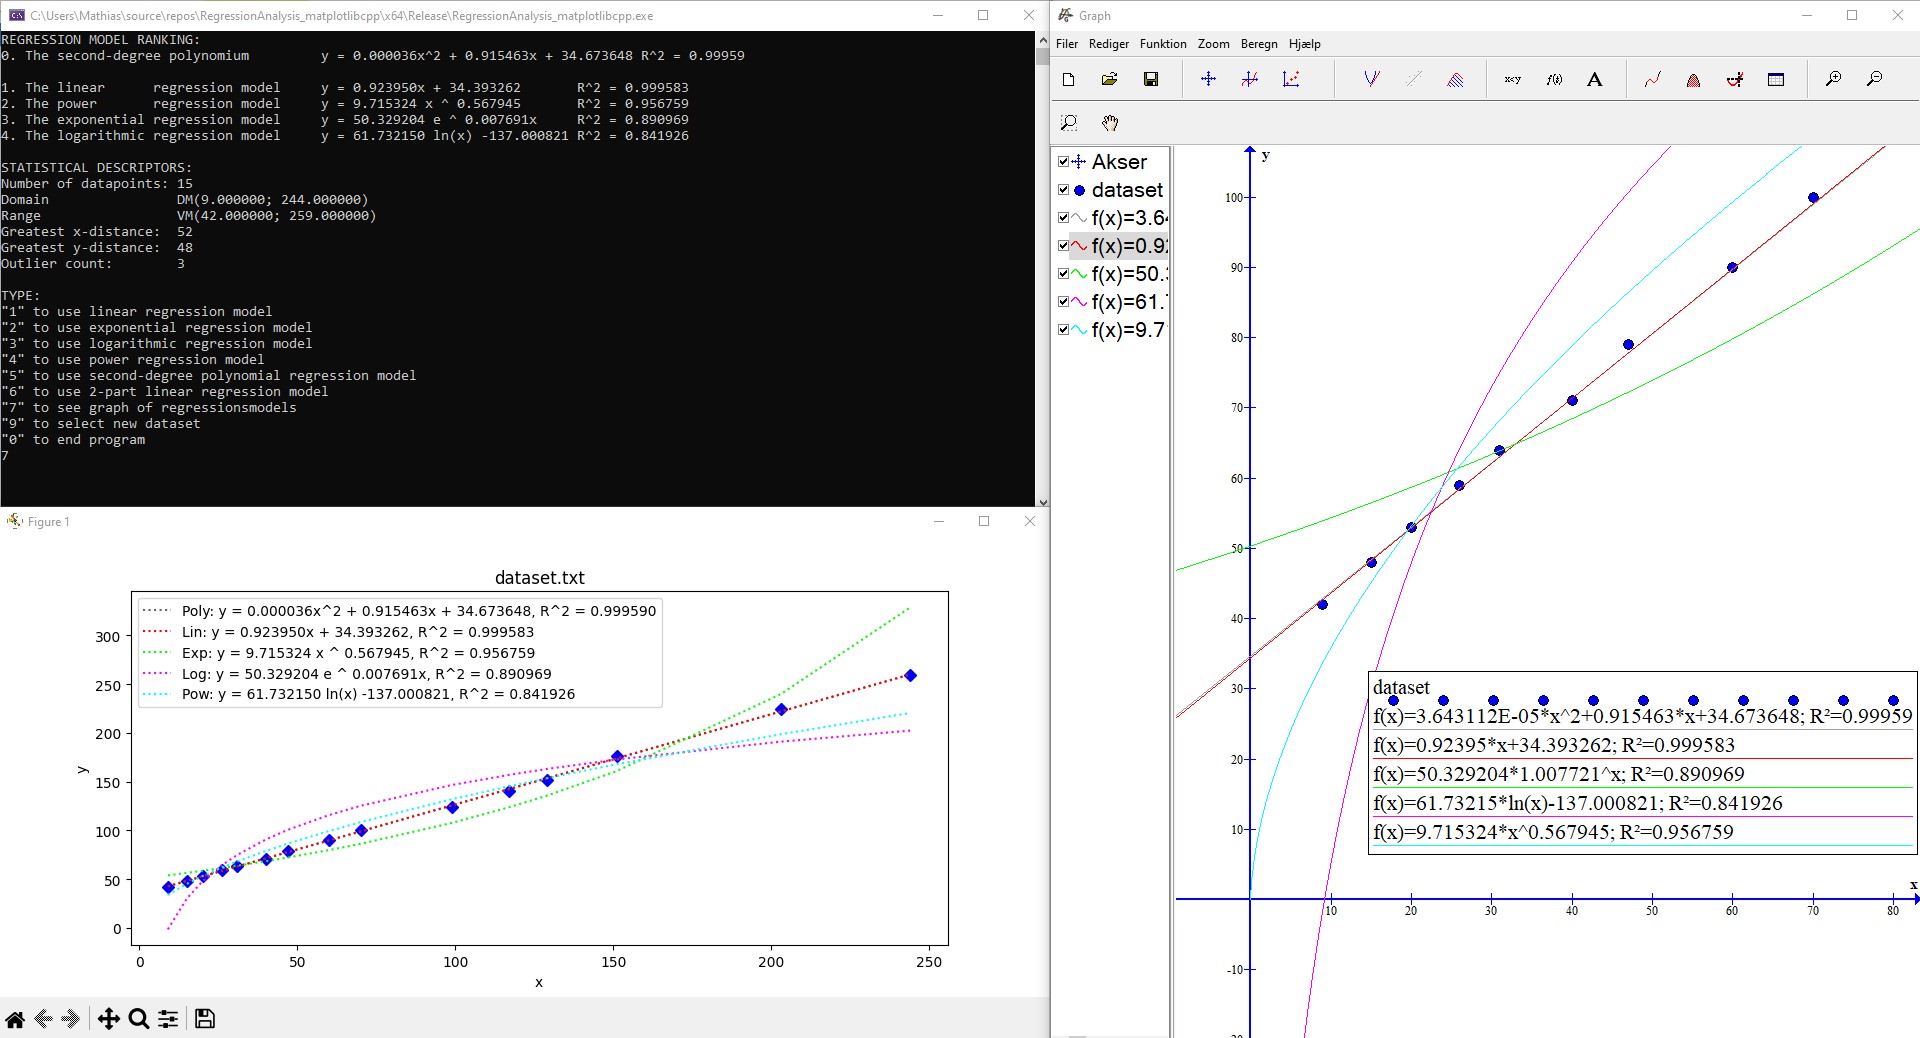 C:\Users\Mathias\source\repos\RegressionAnalysis_matplotlibcpp\x64\Release\RegressionAnalysis_matplotlibcpp.exe
REGRESSION MODEL RANKING:
0. The second-degree polynomium y = 0.000036x^2 + 0.915463x + 34.673648 R^2 = 0.99959
1. The linear regression model y = 0.923950x + 34.393262 R^2 = 0.999583
2. The power regression model y = 9.715324 x ^ 0.567945 R^2 = 0.956759
3. The exponential regression model y = 50.329204 e ^ 0.007691x R^2 = 0.890969
4. The logarithmic regression model y = 61.732150 ln(x) -137.000821 R^2 = 0.841926
STATISTICAL DESCRIPTORS:
Number of datapoints: 15
Domain DM(9.000000; 244.000000)
Range VM(42.000000; 259.000000)
Greatest x-distance: 52
Greatest y-distance: 48
Outlier count: 3
TYPE:
"1" to use linear regression model
"2" to use exponential regression model
"3" to use logarithmic regression model
"4" to use power regression model
"5" to use second-degree polynomial regression model
"6" to use 2-part linear regression model
"7" to see graph of regressionsmodels
"9" to select new dataset
"0" to end program
7
Figure 1
dataset.txt
Poly: y = 0.000036x^2 + 0.915463x + 34.673648, R^2 = 0.999590
Lin: y = 0.923950x + 34.393262, R^2 = 0.999583
Exp: y = 9.715324 x ^ 0.567945, R^2 = 0.956759
Log: y = 50.329204 e ^ 0.007691x, R^2 = 0.890969
Pow: y = 61.732150 ln(x) -137.000821, R^2 = 0.841926
300
250
200
150
100
50
0
y
0 50 100 150 200 250
x
Graph
Filer Rediger Funktion Zoom Beregn Hjælp
x<y f(x) A
Akser
dataset
f(x)=3.64
f(x)=0.92
f(x)=50.3
f(x)=61.7
f(x)=9.7
y
100
90
80
70
60
50
40
30
20
10
-10
-20
dataset
f(x)=3.643112E-05*x^2+0.915463*x+34.673648; R²=0.99959
f(x)=0.92395*x+34.393262; R²=0.999583
f(x)=50.329204*1.007721^x; R²=0.890969
f(x)=61.73215*ln(x)-137.000821; R²=0.841926
f(x)=9.715324*x^0.567945; R²=0.956759
x
10 20 30 40 50 60 70 80